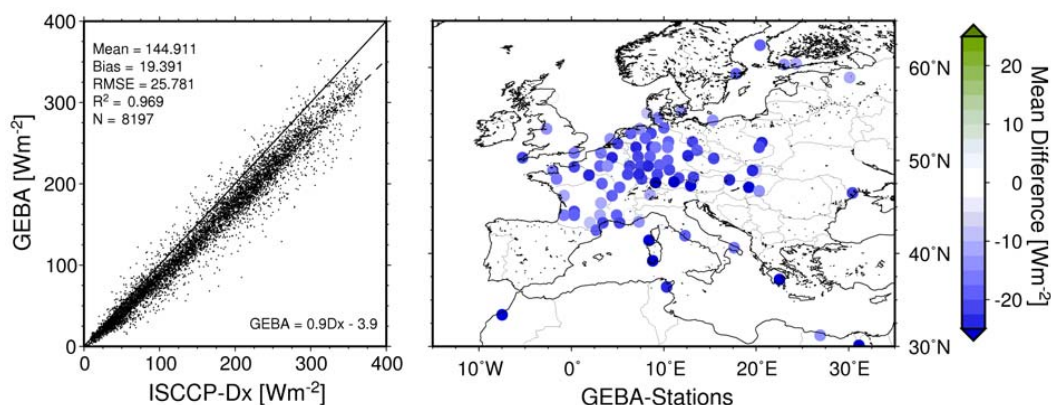 400
300
200
100
0
GEBA [Wm-2]
Mean = 144.911
Bias = 19.391
RMSE = 25.781
R² = 0.969
N = 8197
GEBA = 0.9Dx - 3.9
0 100 200 300 400
ISCCP-Dx [Wm-2]
60°N
50°N
40°N
30°N
10°W 0° 10°E 20°E 30°E
GEBA-Stations
20
10
0
-10
-20
Mean Difference [Wm-2]